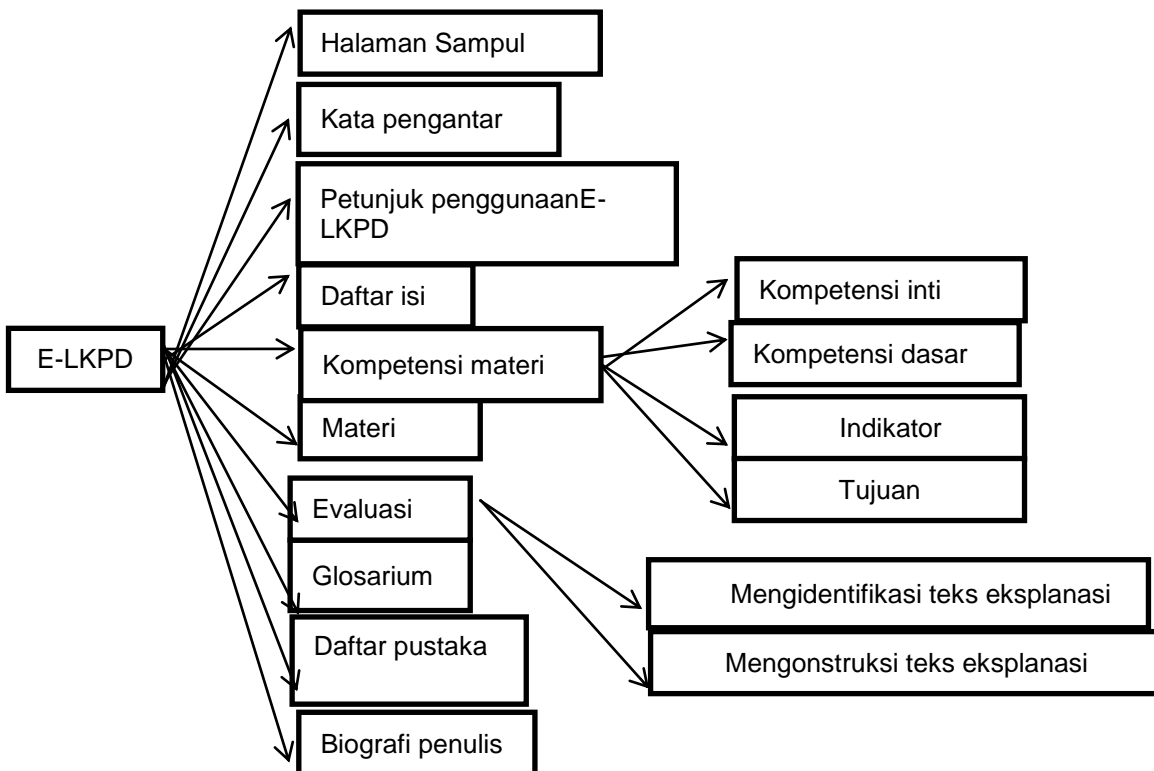 Halaman Sampul
Kata pengantar
Petunjuk penggunaanE-
LKPD
Daftar isi
E-LKPD
Kompetensi materi
Materi
Evaluasi
Glosarium
Daftar pustaka
Biografi penulis
Kompetensi inti
Kompetensi dasar
Indikator
Tujuan
Mengidentifikasi teks eksplanasi
Mengonstruksi teks eksplanasi